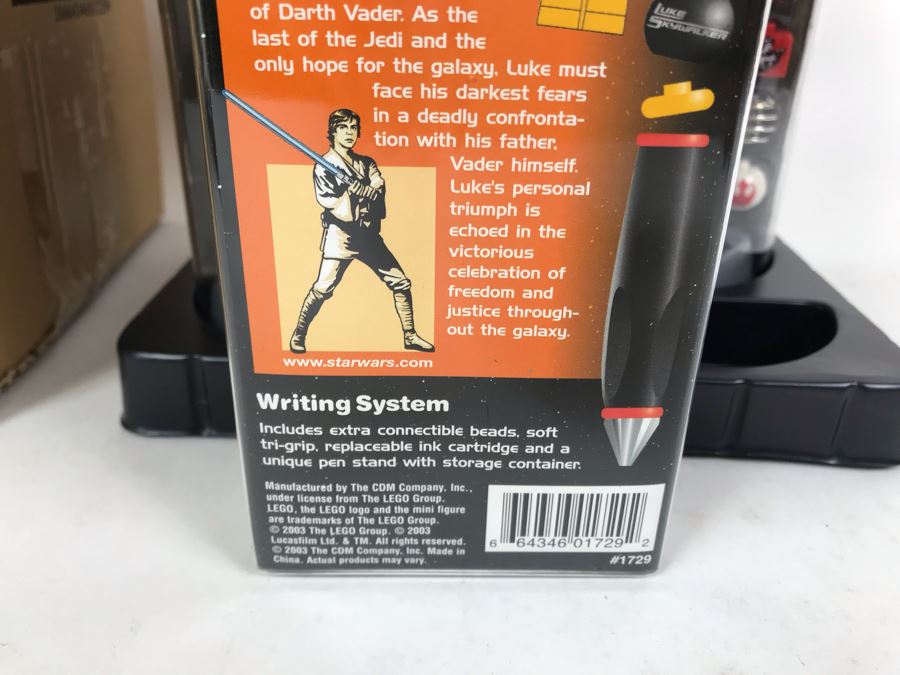 of Darth Vader. As the
last of the Jedi and the
only hope for the galaxy, Luke must
face his darkest fears
in a deadly confronta-
tion with his father,
Vader himself.
Luke's personal
triumph is
echoed in the
victorious
celebration of
freedom and
justice through-
out the galaxy.
www.starwars.com
LUKE
SKYWALKER
Writing System
Includes extra connectible beads, soft
tri-grip, replaceable ink cartridge and a
unique pen stand with storage container.
Manufactured by The CDM Company, Inc.,
under license from The LEGO Group.
LEGO, the LEGO logo and the mini figure
are trademarks of The LEGO Group.
© 2003 The LEGO Group. © 2003
Lucasfilm Ltd. & TM. All rights reserved.
© 2003 The CDM Company, Inc. Made in
China. Actual products may vary.
6 64346 01729 2
#1729